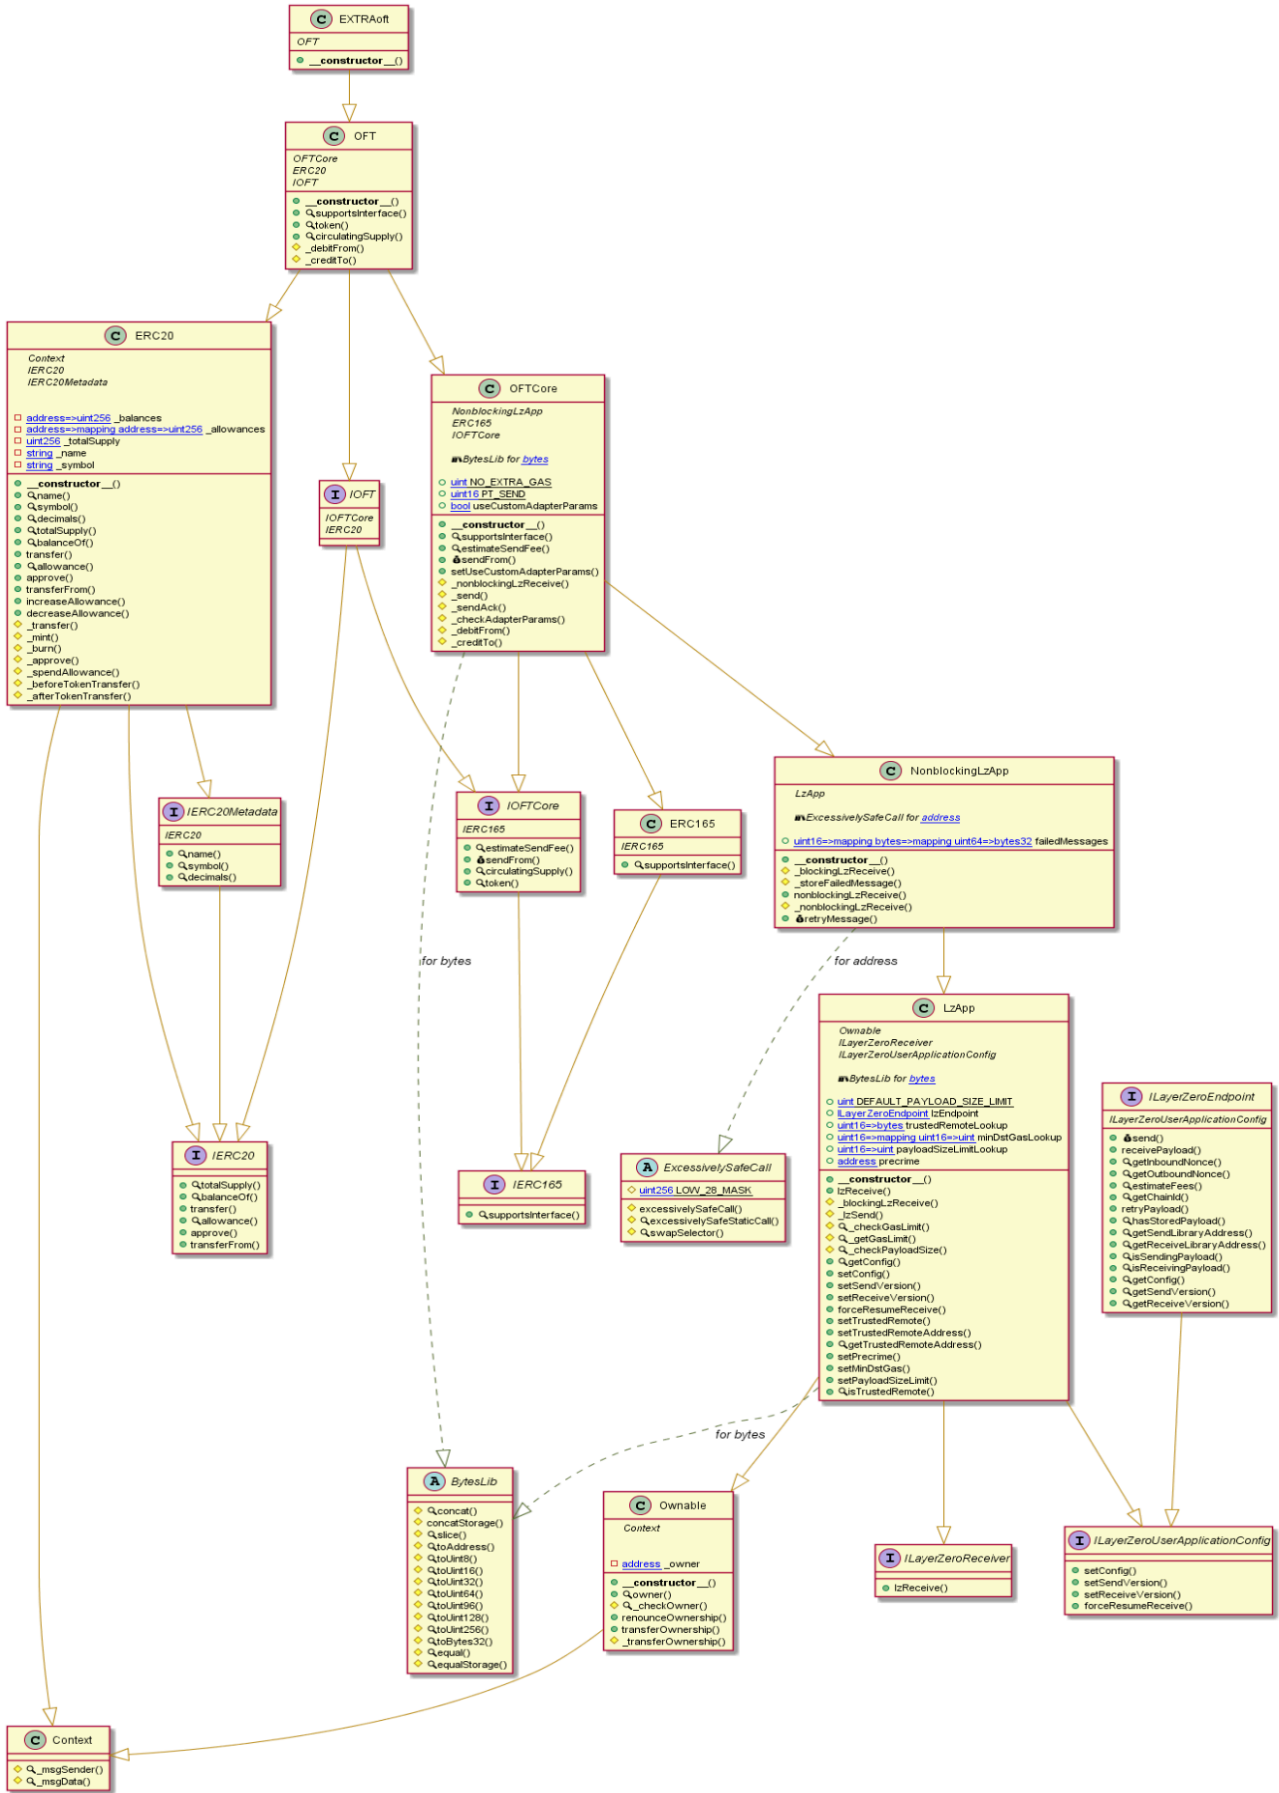 C EXTRAoft
OFT
__constructor__()
C OFT
OFTCore
ERC20
IOFT
__constructor__()
supportsInterface()
token()
circulatingSupply()
_debitFrom()
_creditTo()
C ERC20
Context
IERC20
IERC20Metadata
address=>uint256 _balances
address=>mapping address=>uint256 _allowances
uint256 _totalSupply
string _name
string _symbol
__constructor__()
name()
symbol()
decimals()
totalSupply()
balanceOf()
transfer()
allowance()
approve()
transferFrom()
increaseAllowance()
decreaseAllowance()
_transfer()
_mint()
_burn()
_approve()
_spendAllowance()
_beforeTokenTransfer()
_afterTokenTransfer()
C OFTCore
NonblockingLzApp
ERC165
IOFTCore
BytesLib for bytes
uint NO_EXTRA_GAS
uint16 PT_SEND
bool useCustomAdapterParams
__constructor__()
supportsInterface()
estimateSendFee()
sendFrom()
setUseCustomAdapterParams()
_nonblockingLzReceive()
_send()
_sendAck()
_checkAdapterParams()
_debitFrom()
_creditTo()
I IOFT
IOFTCore
IERC20
C NonblockingLzApp
LzApp
ExcessivelySafeCall for address
uint16=>mapping bytes=>mapping uint64=>bytes32 failedMessages
__constructor__()
_blockingLzReceive()
_storeFailedMessage()
nonblockingLzReceive()
_nonblockingLzReceive()
retryMessage()
I IERC20Metadata
IERC20
name()
symbol()
decimals()
I IOFTCore
IERC165
estimateSendFee()
sendFrom()
circulatingSupply()
token()
C ERC165
IERC165
supportsInterface()
for bytes
for address
C LzApp
Ownable
ILayerZeroReceiver
ILayerZeroUserApplicationConfig
BytesLib for bytes
uint DEFAULT_PAYLOAD_SIZE_LIMIT
ILayerZeroEndpoint lzEndpoint
uint16=>bytes trustedRemoteLookup
uint16=>mapping uint16=>uint minDstGasLookup
uint16=>uint payloadSizeLimitLookup
address precrime
__constructor__()
lzReceive()
_blockingLzReceive()
_lzSend()
_checkGasLimit()
_getGasLimit()
_checkPayloadSize()
getConfig()
setConfig()
setSendVersion()
setReceiveVersion()
forceResumeReceive()
setTrustedRemote()
setTrustedRemoteAddress()
getTrustedRemoteAddress()
setPrecrime()
setMinDstGas()
setPayloadSizeLimit()
isTrustedRemote()
I ILayerZeroEndpoint
ILayerZeroUserApplicationConfig
send()
receivePayload()
getInboundNonce()
getOutboundNonce()
estimateFees()
getChainId()
retryPayload()
hasStoredPayload()
getSendLibraryAddress()
getReceiveLibraryAddress()
isSendingPayload()
isReceivingPayload()
getConfig()
getSendVersion()
getReceiveVersion()
I IERC20
totalSupply()
balanceOf()
transfer()
allowance()
approve()
transferFrom()
I IERC165
supportsInterface()
A ExcessivelySafeCall
uint256 LOW_28_MASK
excessivelySafeCall()
excessivelySafeStaticCall()
swapSelector()
for bytes
A BytesLib
concat()
concatStorage()
slice()
toAddress()
toUint8()
toUint16()
toUint32()
toUint64()
toUint96()
toUint128()
toUint256()
toBytes32()
equal()
equalStorage()
C Ownable
Context
address _owner
__constructor__()
owner()
_checkOwner()
renounceOwnership()
transferOwnership()
_transferOwnership()
I ILayerZeroReceiver
lzReceive()
I ILayerZeroUserApplicationConfig
setConfig()
setSendVersion()
setReceiveVersion()
forceResumeReceive()
C Context
_msgSender()
_msgData()